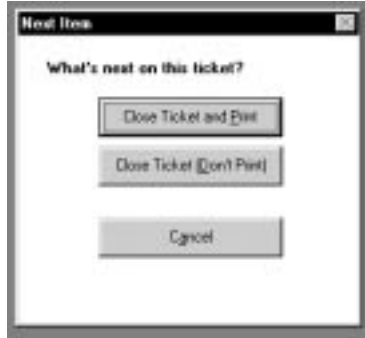 Next Item
What's next on this ticket?
Close Ticket and Print
Close Ticket (Don't Print)
Cancel